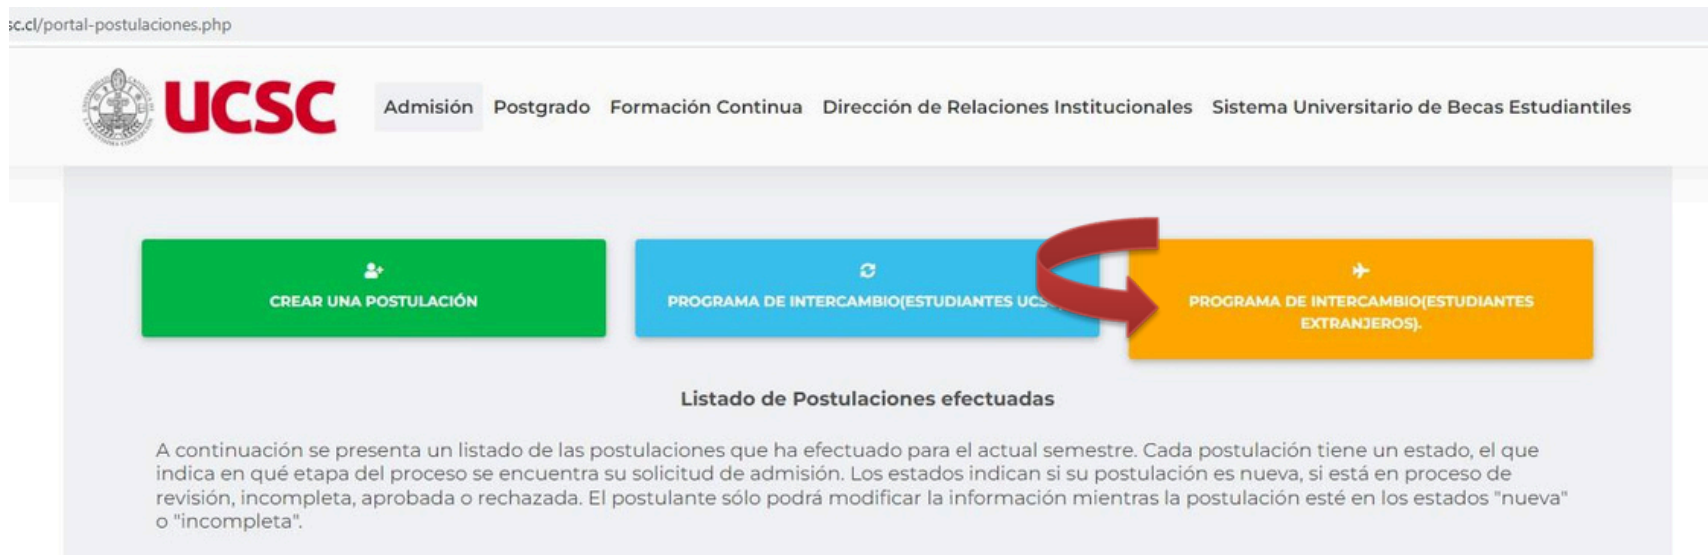 sc.cl/portal-postulaciones.php
UCSC
Admisión Postgrado Formación Continua Dirección de Relaciones Institucionales Sistema Universitario de Becas Estudiantiles
CREAR UNA POSTULACIÓN
PROGRAMA DE INTERCAMBIO(ESTUDIANTES UCS
PROGRAMA DE INTERCAMBIO(ESTUDIANTES
EXTRANJEROS).
Listado de Postulaciones efectuadas
A continuación se presenta un listado de las postulaciones que ha efectuado para el actual semestre. Cada postulación tiene un estado, el que
indica en qué etapa del proceso se encuentra su solicitud de admisión. Los estados indican si su postulación es nueva, si está en proceso de
revisión, incompleta, aprobada o rechazada. El postulante sólo podrá modificar la información mientras la postulación esté en los estados "nueva"
o "incompleta".